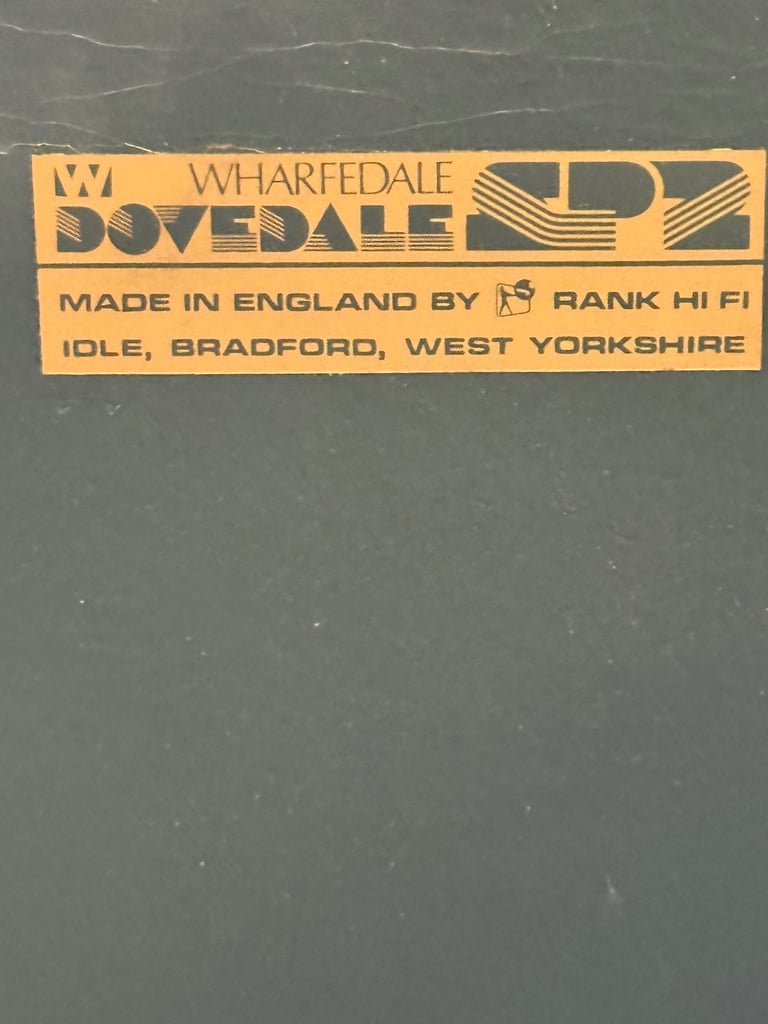 W WHARFEDALE
DOVEDALE SP2
MADE IN ENGLAND BY RANK HI FI
IDLE, BRADFORD, WEST YORKSHIRE